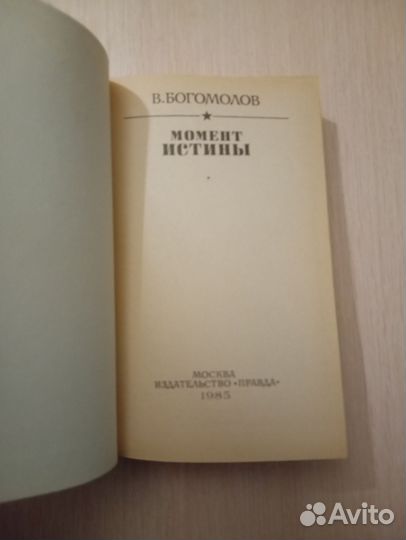 В. БОГОМОЛОВ
МОМЕНТ
ИСТИНЫ
МОСКВА
ИЗДАТЕЛЬСТВО «ПРАВДА»
1985
Avito